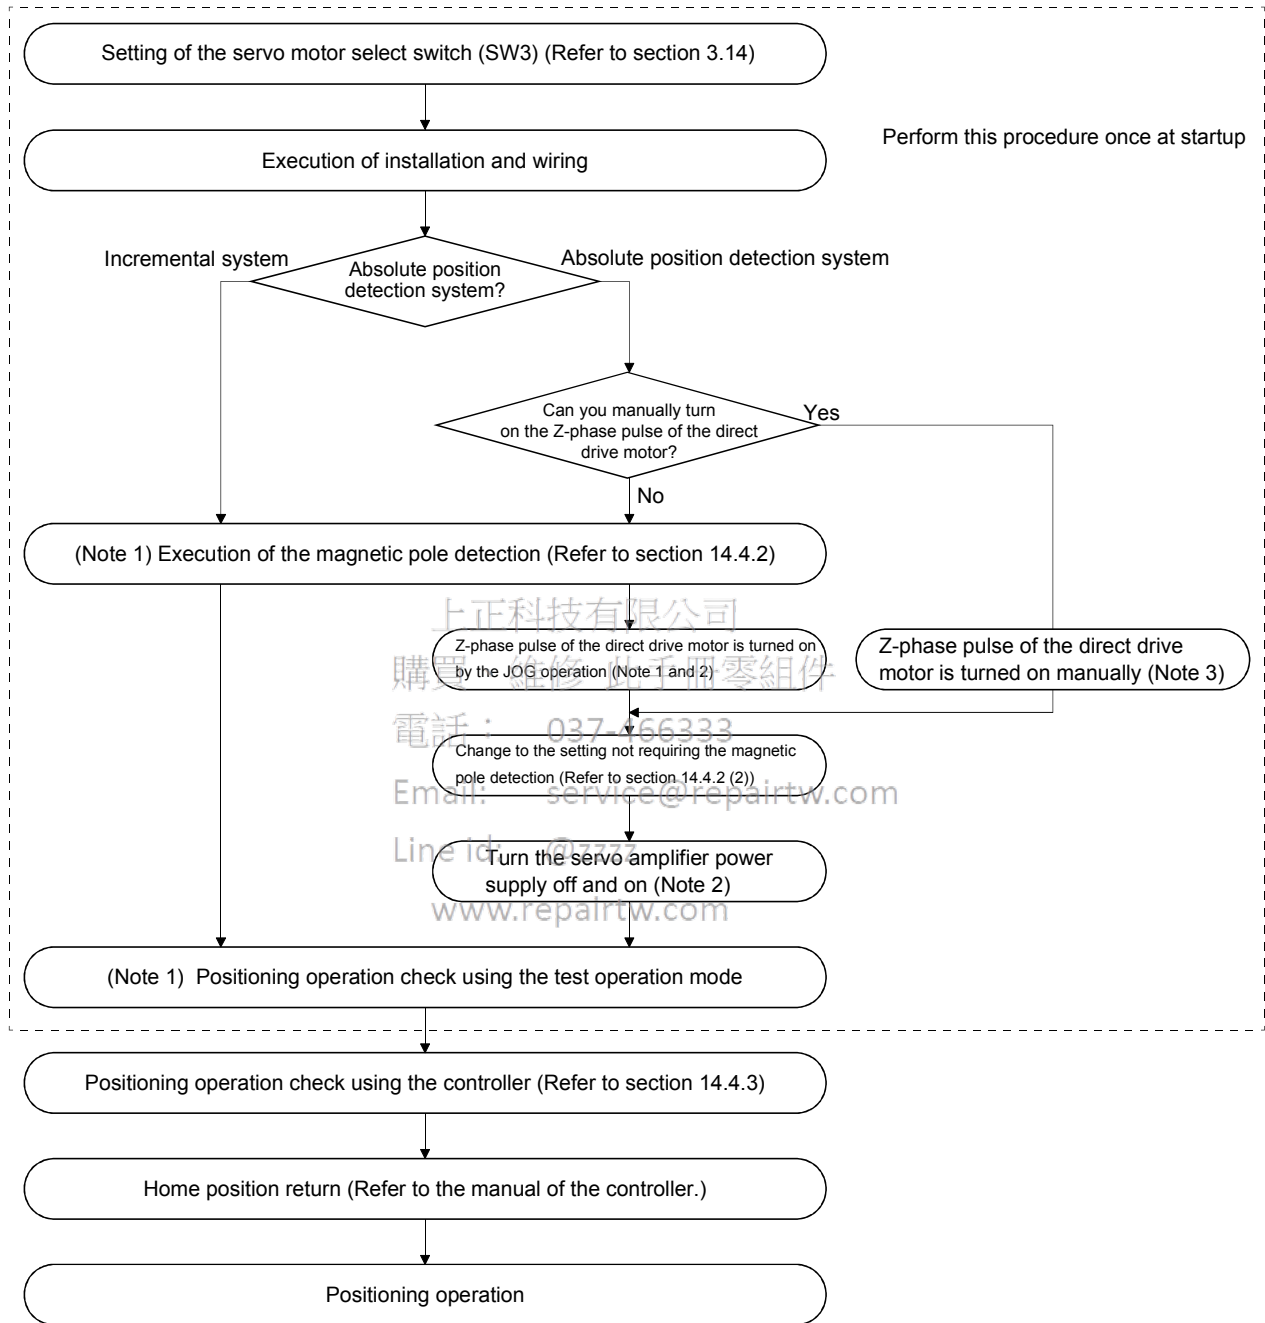 Setting of the servo motor select switch (SW3) (Refer to section 3.14)
Perform this procedure once at startup
Execution of installation and wiring
Incremental system
Absolute position detection system
Absolute position
detection system?
Can you manually turn
on the Z-phase pulse of the direct
drive motor?
Yes
No
(Note 1) Execution of the magnetic pole detection (Refer to section 14.4.2)
上正科技有限公司
Z-phase pulse of the direct drive motor is turned on
by the JOG operation (Note 1 and 2)
Z-phase pulse of the direct drive
motor is turned on manually (Note 3)
購買 維修 此手冊零組件
電話： 037-466333
Change to the setting not requiring the magnetic
pole detection (Refer to section 14.4.2 (2))
Email: service@repairtw.com
Line id: @zzzz
Turn the servo amplifier power
supply off and on (Note 2)
www.repairtw.com
(Note 1) Positioning operation check using the test operation mode
Positioning operation check using the controller (Refer to section 14.4.3)
Home position return (Refer to the manual of the controller.)
Positioning operation